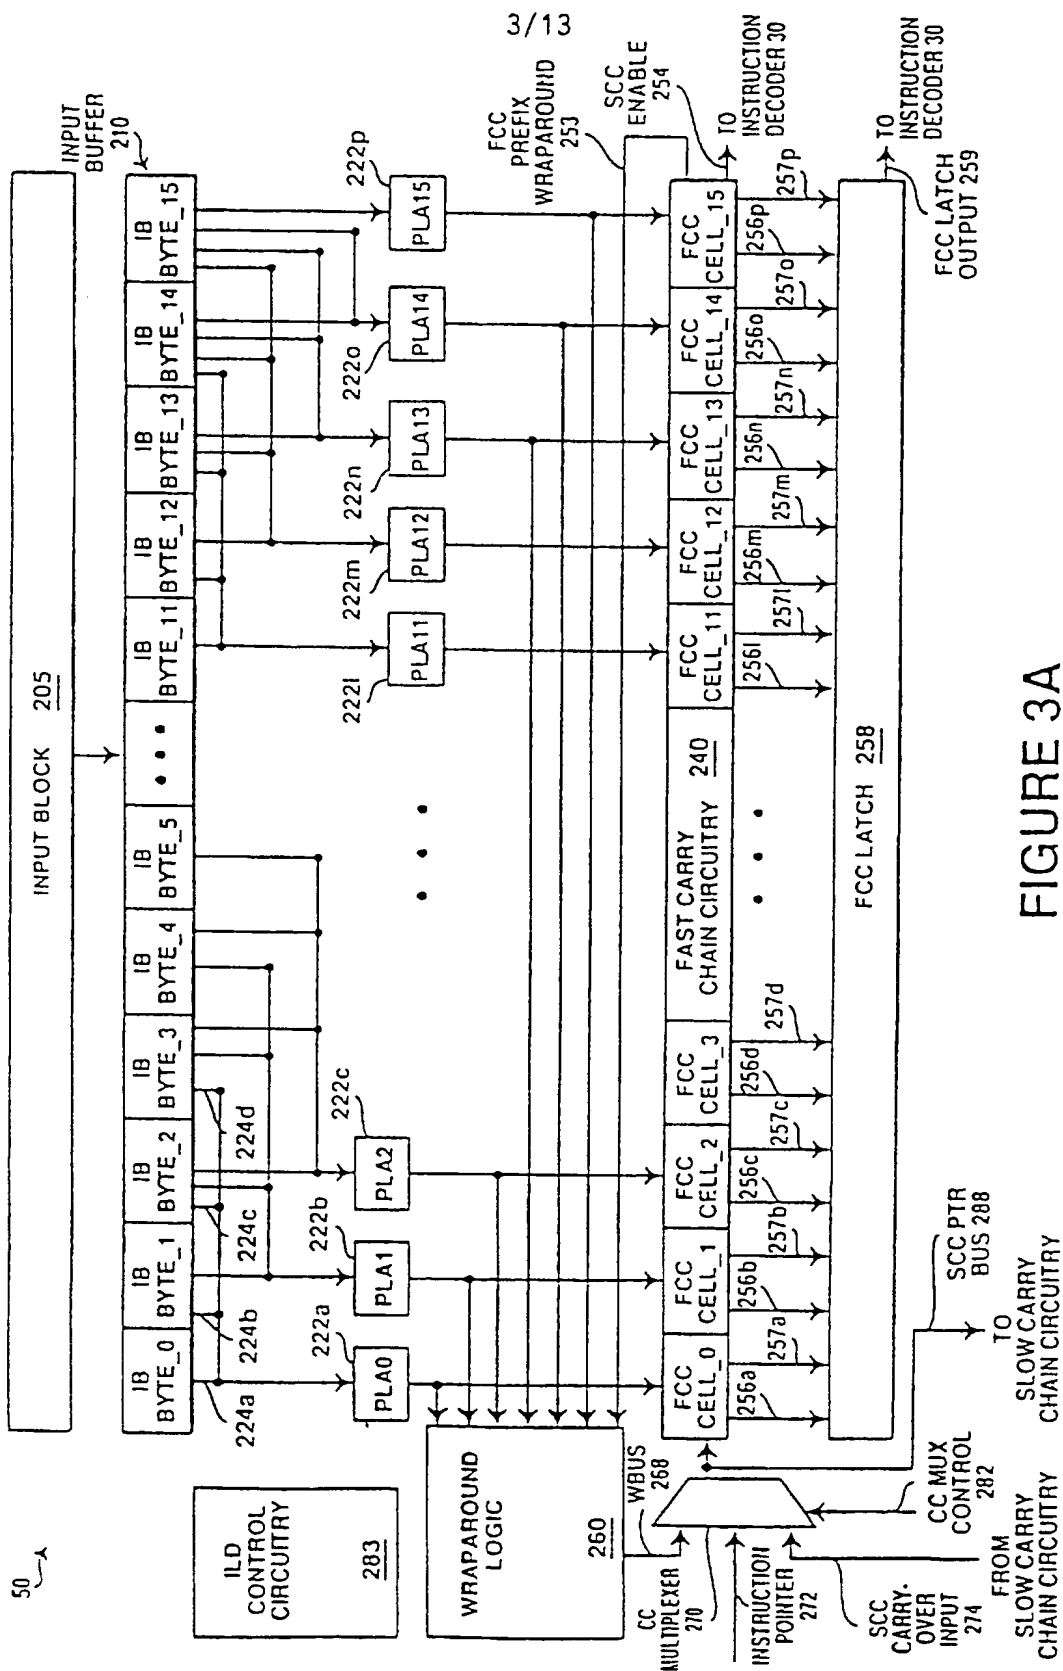 3/13
50
INPUT BLOCK 205
INPUT
BUFFER
210
IB
BYTE_0
IB
BYTE_1
IB
BYTE_2
IB
BYTE_3
IB
BYTE_4
IB
BYTE_5
• • •
IB
BYTE_11
IB
BYTE_12
IB
BYTE_13
IB
BYTE_14
IB
BYTE_15
224a
224b
224c
224d
ILD
CONTROL
CIRCUITRY
283
222a
PLA0
222b
PLA1
222c
PLA2
• • •
222l
PLA11
222m
PLA12
222n
PLA13
222o
PLA14
222p
PLA15
WRAPAROUND
LOGIC
260
FCC
PREFIX
WRAPAROUND
253
SCC
ENABLE
254
WBUS
268
CC
MULTIPLEXER
270
INSTRUCTION
POINTER
272
SCC
CARRY-
OVER
INPUT
274
FROM
SLOW CARRY
CHAIN CIRCUITRY
CC MUX
CONTROL
282
FCC
CELL_0
FCC
CELL_1
FCC
CELL_2
FCC
CELL_3
FAST CARRY
CHAIN CIRCUITRY 240
FCC
CELL_11
FCC
CELL_12
FCC
CELL_13
FCC
CELL_14
FCC
CELL_15
TO
INSTRUCTION
DECODER 30
256a
257a
256b
257b
256c
257c
256d
257d
• • •
256l
257l
256m
257m
256n
257n
256o
257o
256p
257p
FCC LATCH 258
TO
INSTRUCTION
DECODER 30
FCC LATCH
OUTPUT 259
SCC PTR
BUS 288
TO
SLOW CARRY
CHAIN CIRCUITRY
FIGURE 3A